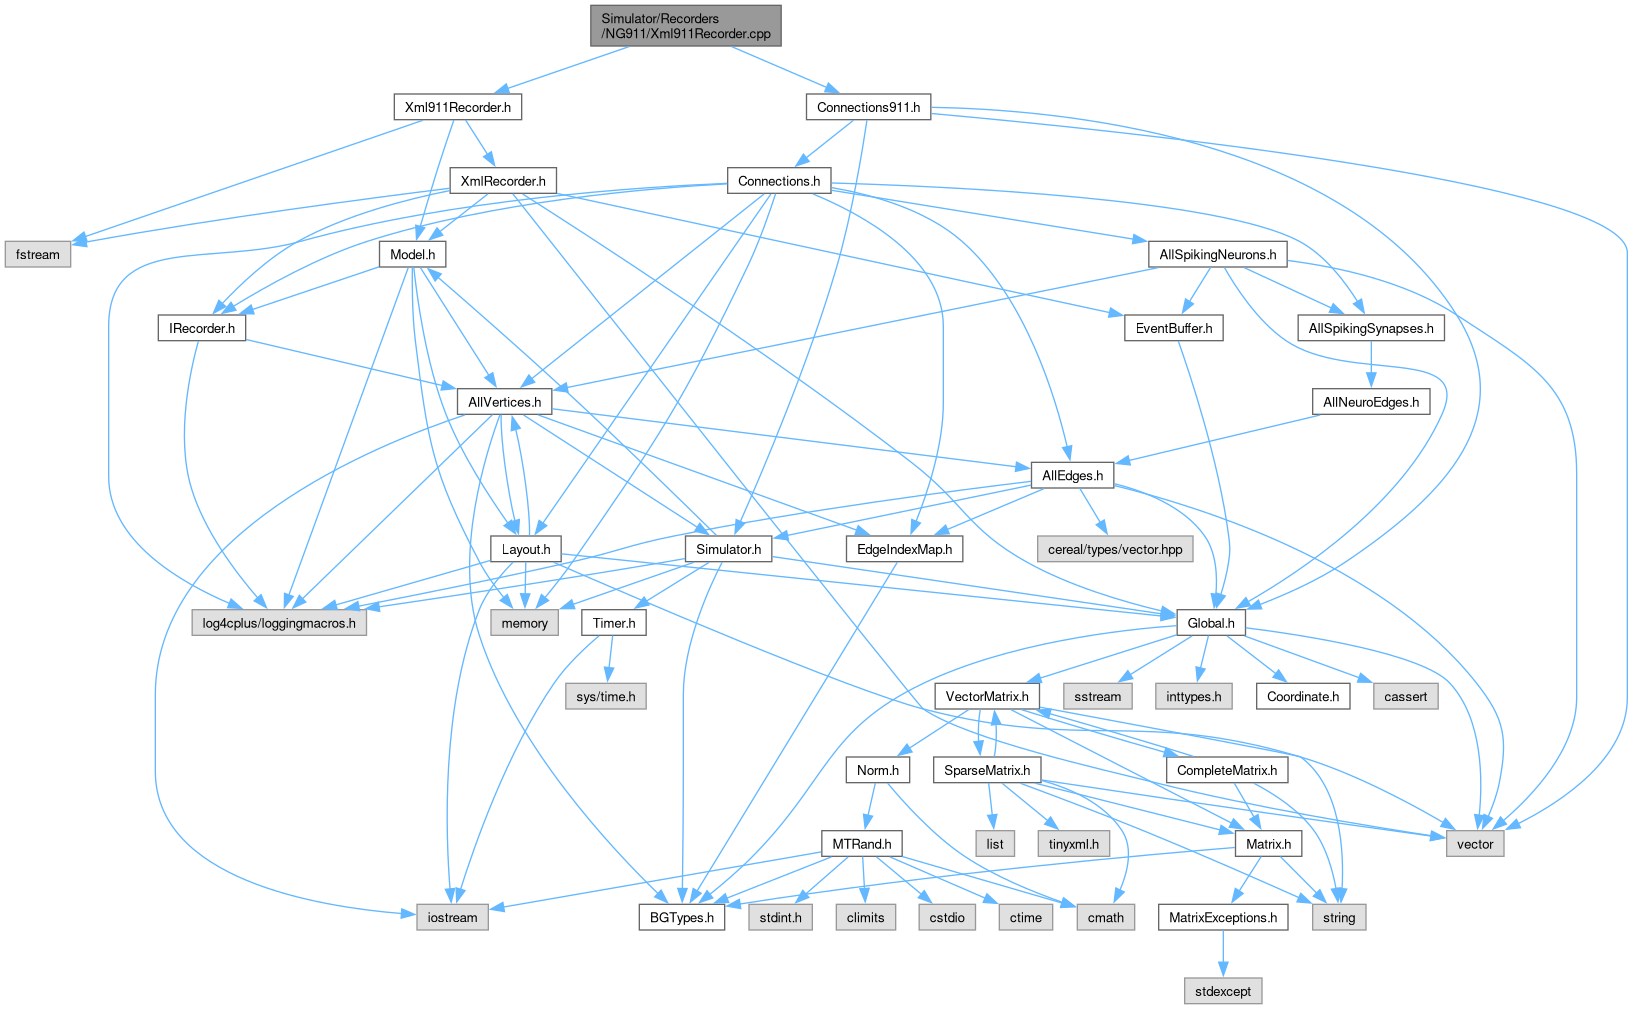 Simulator/Recorders
/NG911/Xml911Recorder.cpp
Xml911Recorder.h
Connections911.h
XmlRecorder.h
Connections.h
fstream
Model.h
AllSpikingNeurons.h
IRecorder.h
EventBuffer.h
AllSpikingSynapses.h
AllVertices.h
AllNeuroEdges.h
AllEdges.h
Layout.h
Simulator.h
EdgeIndexMap.h
cereal/types/vector.hpp
log4cplus/loggingmacros.h
memory
Timer.h
Global.h
sys/time.h
VectorMatrix.h
sstream
inttypes.h
Coordinate.h
cassert
Norm.h
SparseMatrix.h
CompleteMatrix.h
MTRand.h
list
tinyxml.h
Matrix.h
vector
iostream
BGTypes.h
stdint.h
climits
cstdio
ctime
cmath
MatrixExceptions.h
string
stdexcept